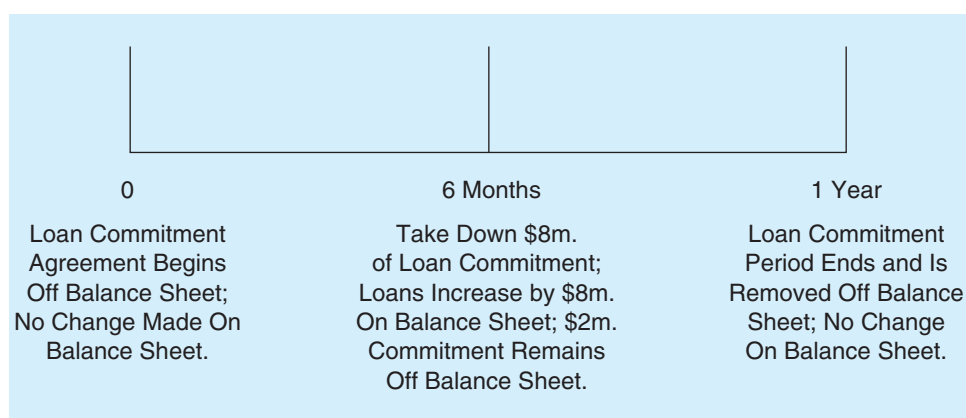 0
Loan Commitment
Agreement Begins
Off Balance Sheet;
No Change Made On
Balance Sheet.
6 Months
Take Down $8m.
of Loan Commitment;
Loans Increase by $8m.
On Balance Sheet; $2m.
Commitment Remains
Off Balance Sheet.
1 Year
Loan Commitment
Period Ends and Is
Removed Off Balance
Sheet; No Change
On Balance Sheet.